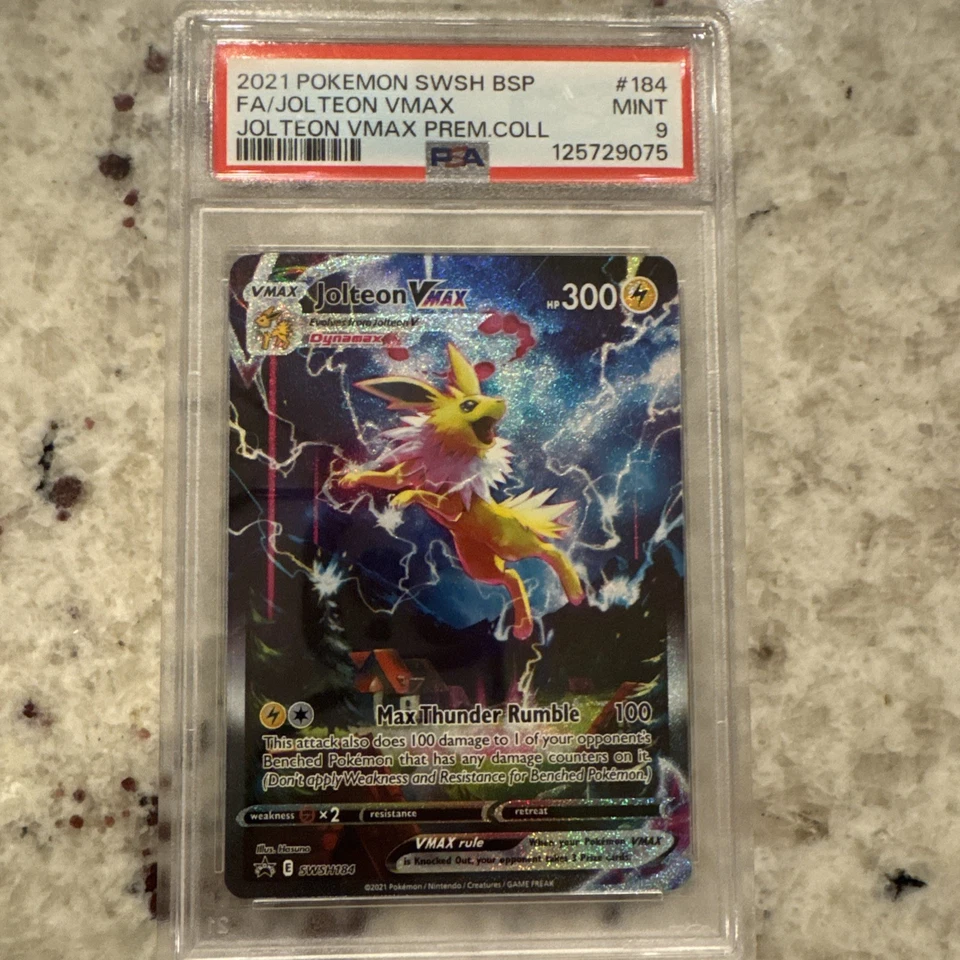 2021 POKEMON SWSH BSP #184
FA/JOLTEON VMAX MINT
JOLTEON VMAX PREM.COLL 9
PSA 125729075
VMAX Jolteon VMAX HP 300
Evolves from Jolteon V
Dynamax
Max Thunder Rumble 100
This attack also does 100 damage to 1 of your opponent's
Benched Pokémon that has any damage counters on it.
(Don't apply Weakness and Resistance for Benched Pokémon.)
weakness ×2 resistance retreat
VMAX rule When your Pokémon VMAX
is Knocked Out, your opponent takes 3 Prize cards.
Illus. Hasuno
E SWSH184
©2021 Pokémon / Nintendo / Creatures / GAME FREAK